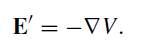 E′ = −∇V.